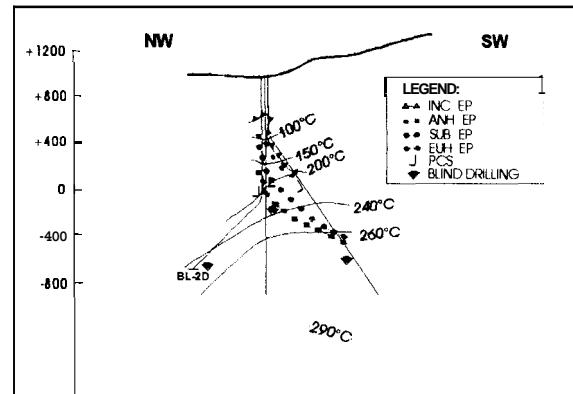 NW
SW
+1200
+800
+400
0
-400
-800
LEGEND:
INC EP
ANH EP
SUB EP
EUH EP
PCS
BLIND DRILLING
100°C
150°C
200°C
240°C
260°C
BL-2D
290°C